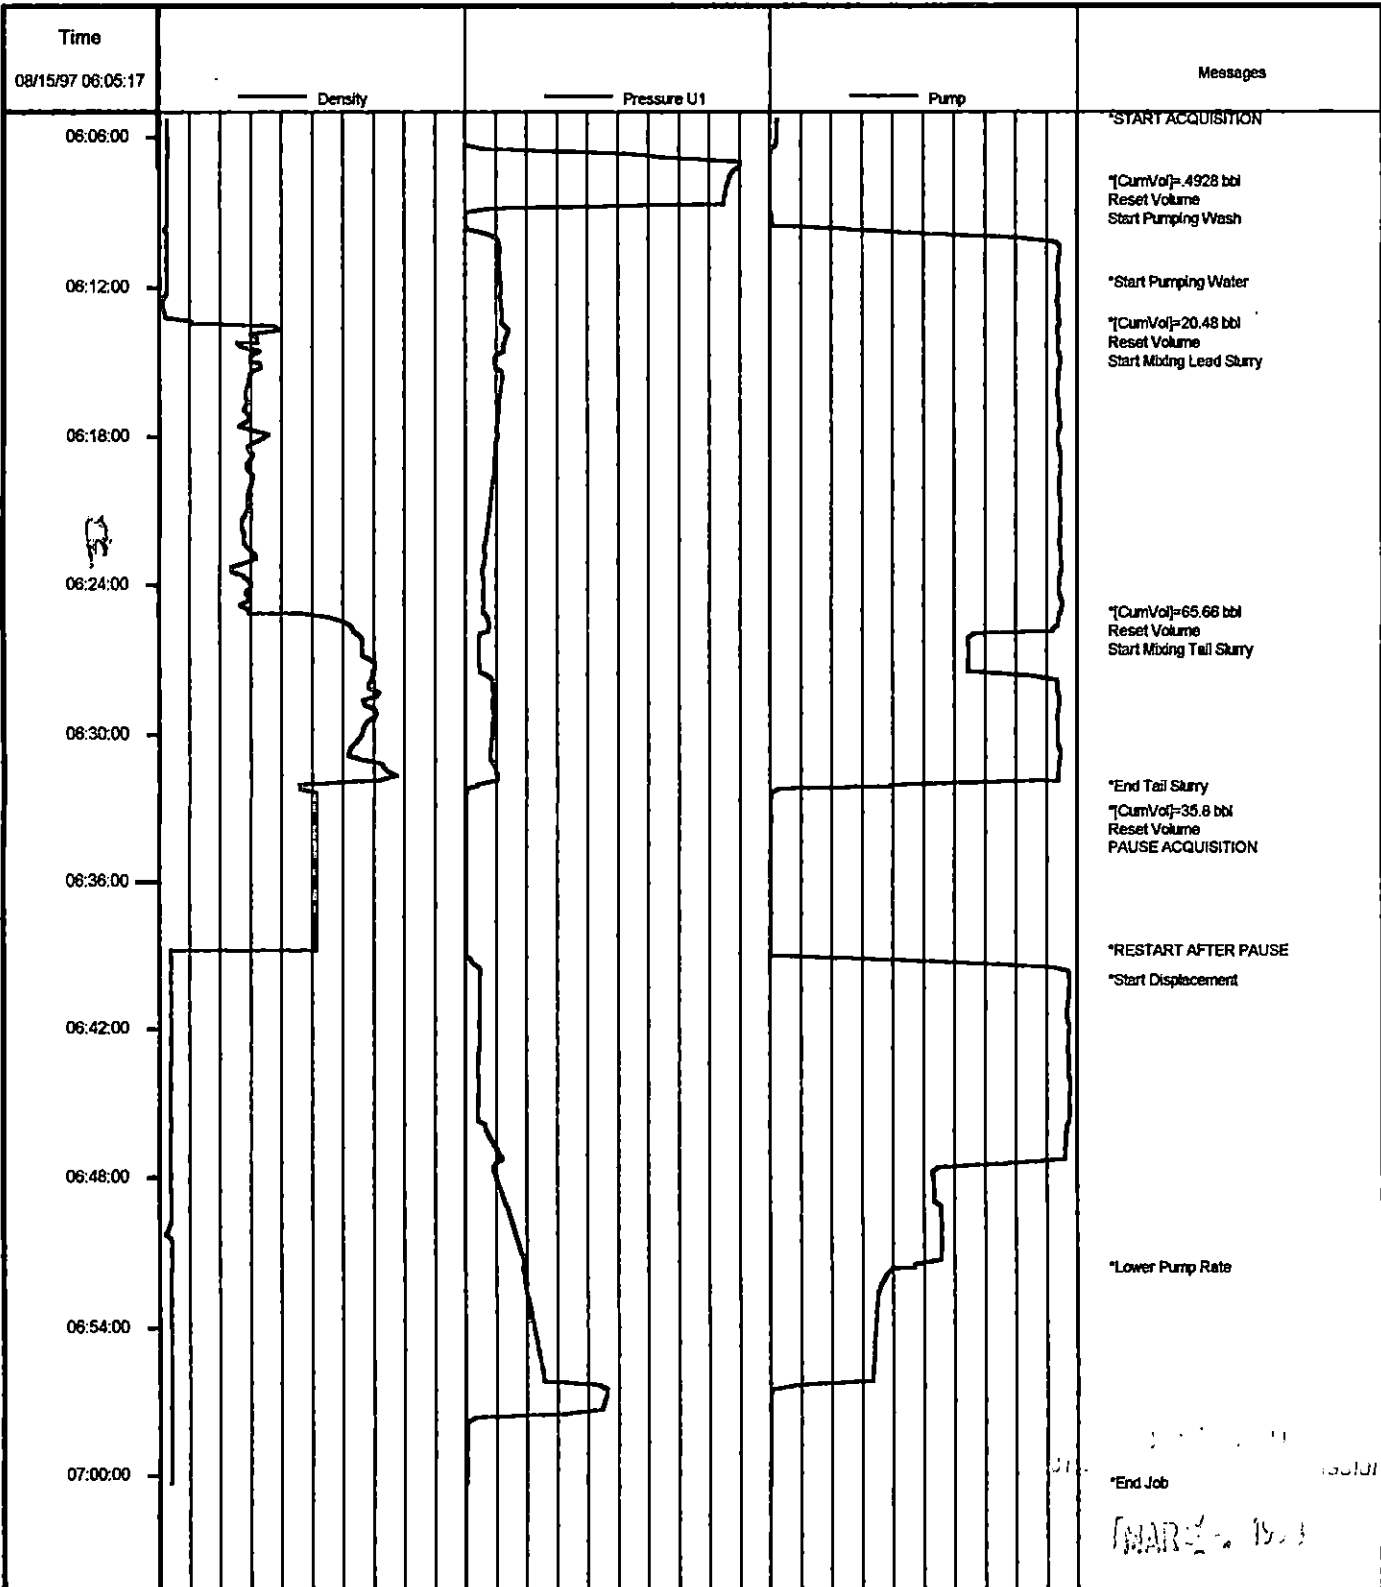 Time
08/15/97 06:05:17
Density
Pressure U1
Pump
Messages
06:06:00
*START ACQUISITION
*[CumVol]=.4928 bbl
Reset Volume
Start Pumping Wash
06:12:00
*Start Pumping Water
*[CumVol]=20.48 bbl
Reset Volume
Start Mixing Lead Slurry
06:18:00
06:24:00
*[CumVol]=65.66 bbl
Reset Volume
Start Mixing Tail Slurry
06:30:00
*End Tail Slurry
*[CumVol]=35.8 bbl
Reset Volume
PAUSE ACQUISITION
06:36:00
*RESTART AFTER PAUSE
*Start Displacement
06:42:00
06:48:00
*Lower Pump Rate
06:54:00
07:00:00
*End Job
MAR